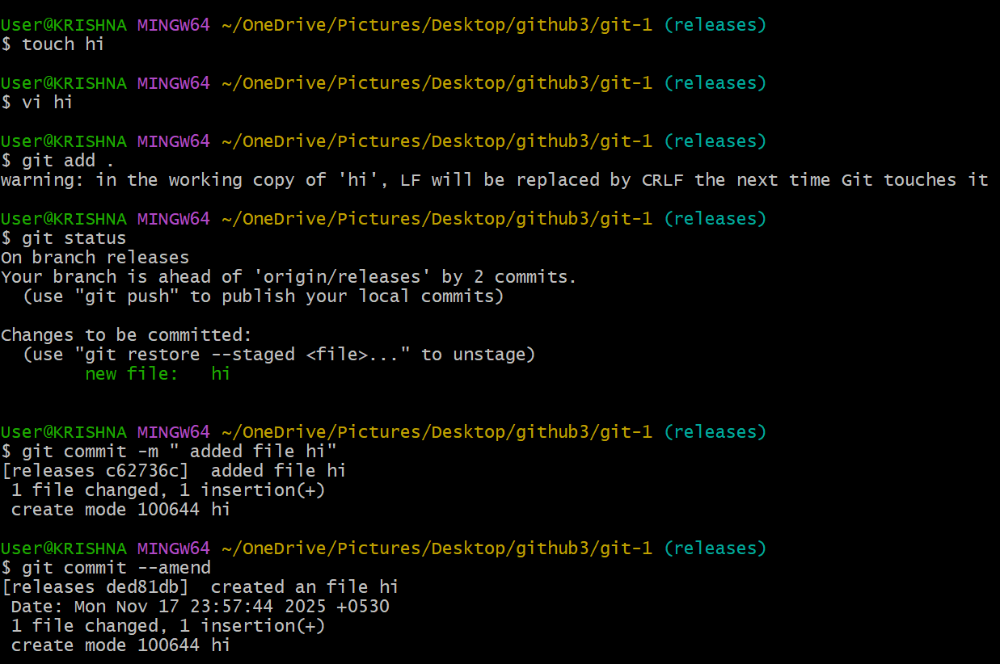 User@KRISHNA MINGW64 ~/OneDrive/Pictures/Desktop/github3/git-1 (releases)
$ touch hi
User@KRISHNA MINGW64 ~/OneDrive/Pictures/Desktop/github3/git-1 (releases)
$ vi hi
User@KRISHNA MINGW64 ~/OneDrive/Pictures/Desktop/github3/git-1 (releases)
$ git add .
warning: in the working copy of 'hi', LF will be replaced by CRLF the next time Git touches it
User@KRISHNA MINGW64 ~/OneDrive/Pictures/Desktop/github3/git-1 (releases)
$ git status
On branch releases
Your branch is ahead of 'origin/releases' by 2 commits.
  (use "git push" to publish your local commits)
Changes to be committed:
  (use "git restore --staged <file>..." to unstage)
        new file:   hi
User@KRISHNA MINGW64 ~/OneDrive/Pictures/Desktop/github3/git-1 (releases)
$ git commit -m " added file hi"
[releases c62736c]  added file hi
 1 file changed, 1 insertion(+)
 create mode 100644 hi
User@KRISHNA MINGW64 ~/OneDrive/Pictures/Desktop/github3/git-1 (releases)
$ git commit --amend
[releases ded81db]  created an file hi
 Date: Mon Nov 17 23:57:44 2025 +0530
 1 file changed, 1 insertion(+)
 create mode 100644 hi